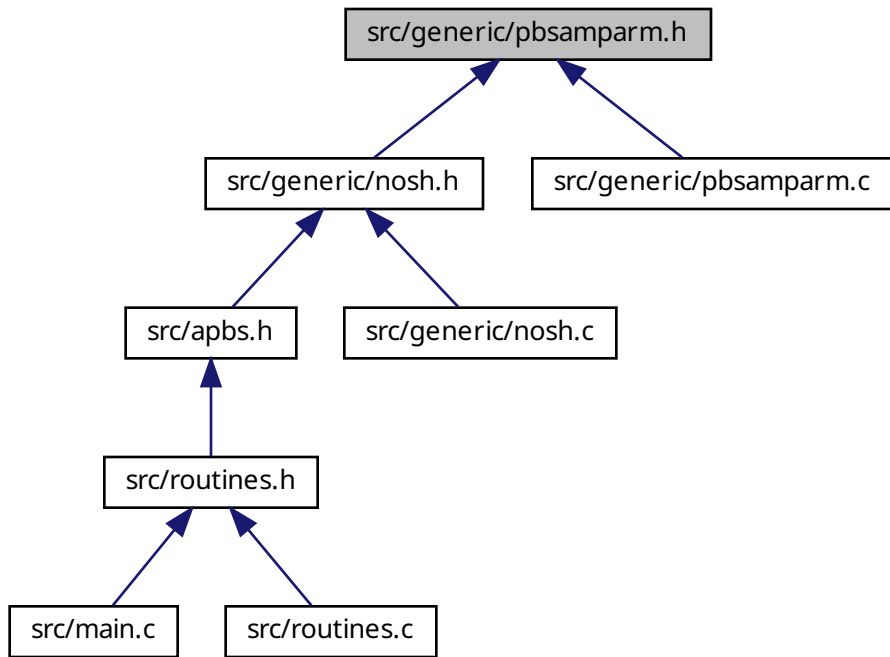 src/generic/pbsamparm.h
src/generic/nosh.h
src/generic/pbsamparm.c
src/apbs.h
src/generic/nosh.c
src/routines.h
src/main.c
src/routines.c